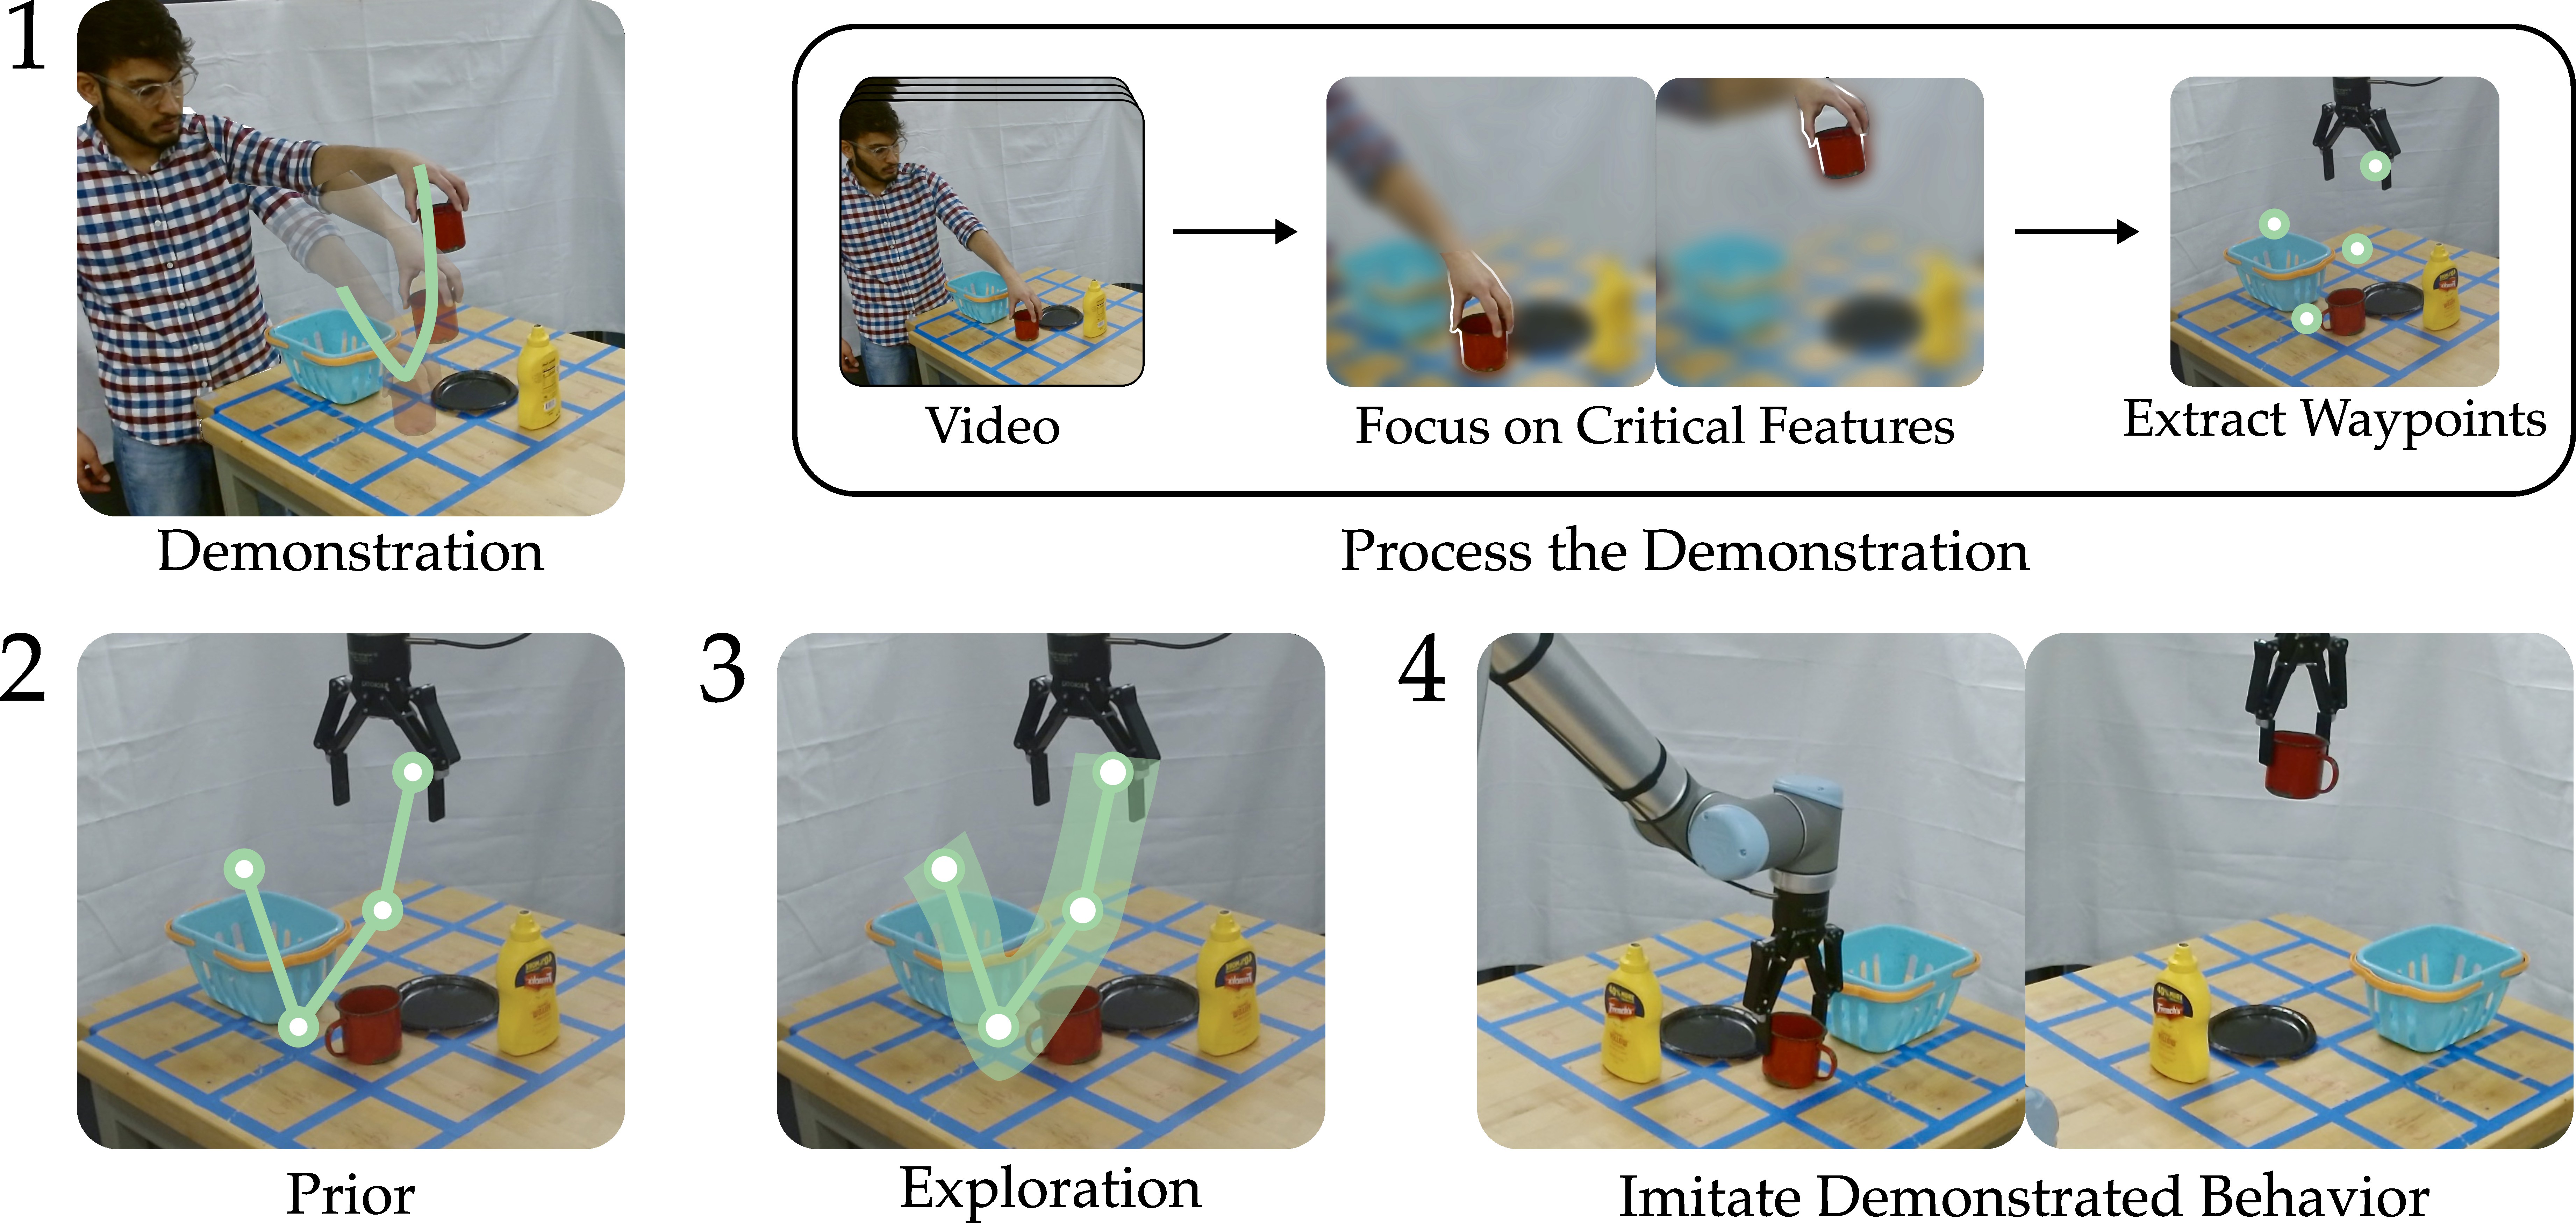 1
Demonstration
Video
Focus on Critical Features
Extract Waypoints
Process the Demonstration
2
Prior
3
Exploration
4
Imitate Demonstrated Behavior
French's